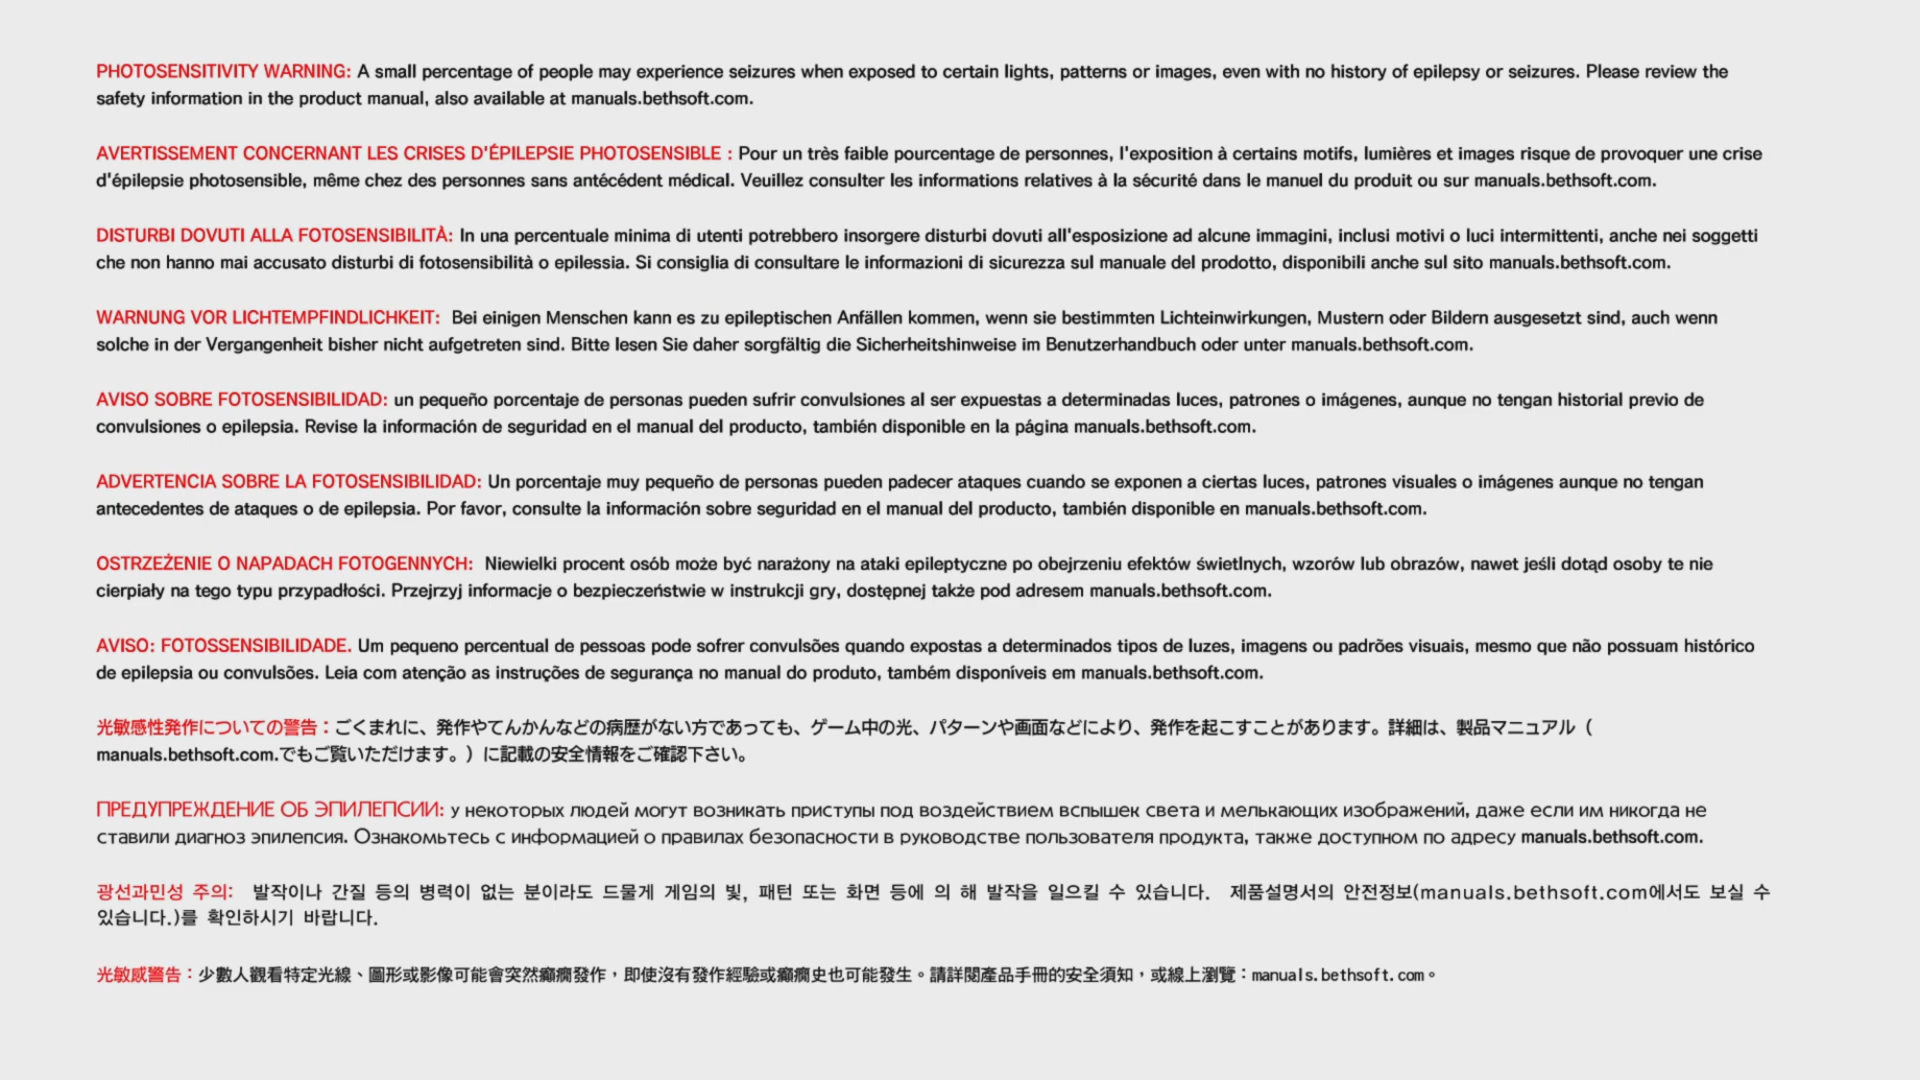 PHOTOSENSITIVITY WARNING: A small percentage of people may experience seizures when exposed to certain lights, patterns or images, even with no history of epilepsy or seizures. Please review the
safety information in the product manual, also available at manuals.bethsoft.com.
AVERTISSEMENT CONCERNANT LES CRISES D'ÉPILEPSIE PHOTOSENSIBLE : Pour un très faible pourcentage de personnes, l'exposition à certains motifs, lumières et images risque de provoquer une crise
d'épilepsie photosensible, même chez des personnes sans antécédent médical. Veuillez consulter les informations relatives à la sécurité dans le manuel du produit ou sur manuals.bethsoft.com.
DISTURBI DOVUTI ALLA FOTOSENSIBILITÀ: In una percentuale minima di utenti potrebbero insorgere disturbi dovuti all'esposizione ad alcune immagini, inclusi motivi o luci intermittenti, anche nei soggetti
che non hanno mai accusato disturbi di fotosensibilità o epilessia. Si consiglia di consultare le informazioni di sicurezza sul manuale del prodotto, disponibili anche sul sito manuals.bethsoft.com.
WARNUNG VOR LICHTEMPFINDLICHKEIT: Bei einigen Menschen kann es zu epileptischen Anfällen kommen, wenn sie bestimmten Lichteinwirkungen, Mustern oder Bildern ausgesetzt sind, auch wenn
solche in der Vergangenheit bisher nicht aufgetreten sind. Bitte lesen Sie daher sorgfältig die Sicherheitshinweise im Benutzerhandbuch oder unter manuals.bethsoft.com.
AVISO SOBRE FOTOSENSIBILIDAD: un pequeño porcentaje de personas pueden sufrir convulsiones al ser expuestas a determinadas luces, patrones o imágenes, aunque no tengan historial previo de
convulsiones o epilepsia. Revise la información de seguridad en el manual del producto, también disponible en la página manuals.bethsoft.com.
ADVERTENCIA SOBRE LA FOTOSENSIBILIDAD: Un porcentaje muy pequeño de personas pueden padecer ataques cuando se exponen a ciertas luces, patrones visuales o imágenes aunque no tengan
antecedentes de ataques o de epilepsia. Por favor, consulte la información sobre seguridad en el manual del producto, también disponible en manuals.bethsoft.com.
OSTRZEŻENIE O NAPADACH FOTOGENNYCH: Niewielki procent osób może być narażony na ataki epileptyczne po obejrzeniu efektów świetlnych, wzorów lub obrazów, nawet jeśli dotąd osoby te nie
cierpiały na tego typu przypadłości. Przejrzyj informacje o bezpieczeństwie w instrukcji gry, dostępnej także pod adresem manuals.bethsoft.com.
AVISO: FOTOSSENSIBILIDADE. Um pequeno percentual de pessoas pode sofrer convulsões quando expostas a determinados tipos de luzes, imagens ou padrões visuais, mesmo que não possuam histórico
de epilepsia ou convulsões. Leia com atenção as instruções de segurança no manual do produto, também disponíveis em manuals.bethsoft.com.
光敏感性発作についての警告：ごくまれに、発作やてんかんなどの病歴がない方であっても、ゲーム中の光、パターンや画面などにより、発作を起こすことがあります。詳細は、製品マニュアル（
manuals.bethsoft.com.でもご覧いただけます。）に記載の安全情報をご確認下さい。
ПРЕДУПРЕЖДЕНИЕ ОБ ЭПИЛЕПСИИ: у некоторых людей могут возникать приступы под воздействием вспышек света и мелькающих изображений, даже если им никогда не
ставили диагноз эпилепсия. Ознакомьтесь с информацией о правилах безопасности в руководстве пользователя продукта, также доступном по адресу manuals.bethsoft.com.
광선과민성 주의: 발작이나 간질 등의 병력이 없는 분이라도 드물게 게임의 빛, 패턴 또는 화면 등에 의 해 발작을 일으킬 수 있습니다. 제품설명서의 안전정보(manuals.bethsoft.com에서도 보실 수
있습니다.)를 확인하시기 바랍니다.
光敏感警告：少數人觀看特定光線、圖形或影像可能會突然癲癇發作，即使沒有發作經驗或癲癇史也可能發生。請詳閱產品手冊的安全須知，或線上瀏覽：manuals.bethsoft.com。